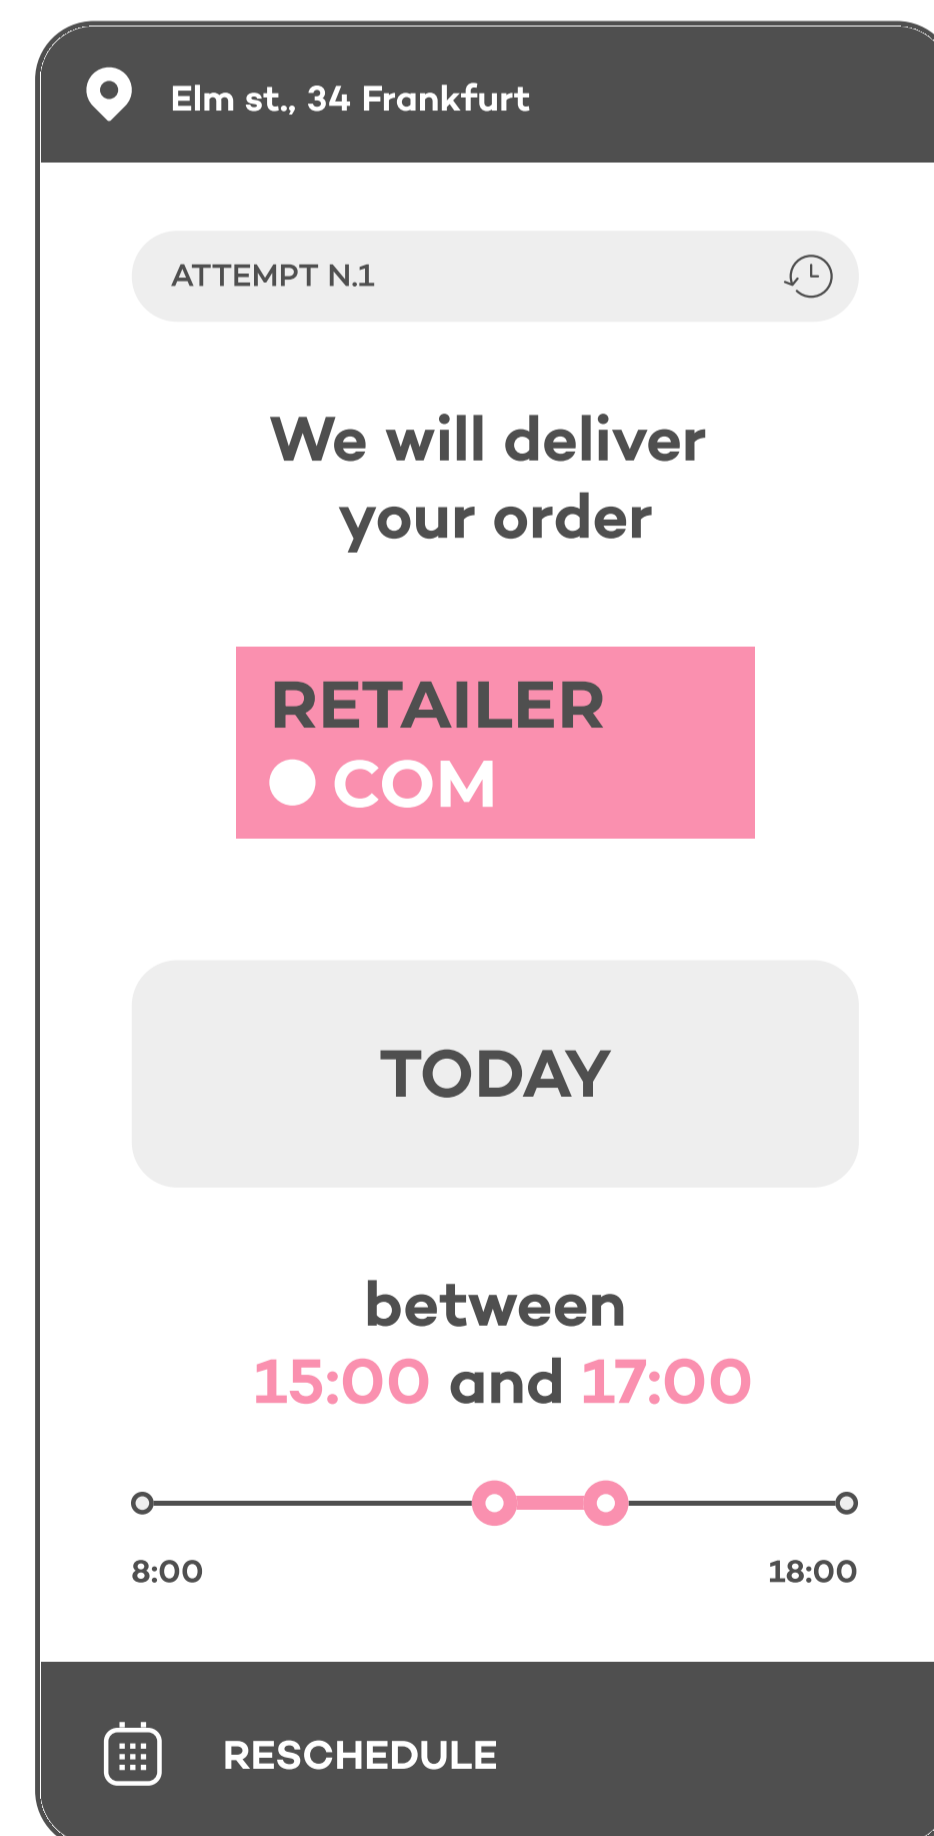 Elm st., 34 Frankfurt
ATTEMPT N.1
We will deliver
your order
RETAILER
COM
TODAY
between
15:00 and 17:00
8:00 18:00
RESCHEDULE